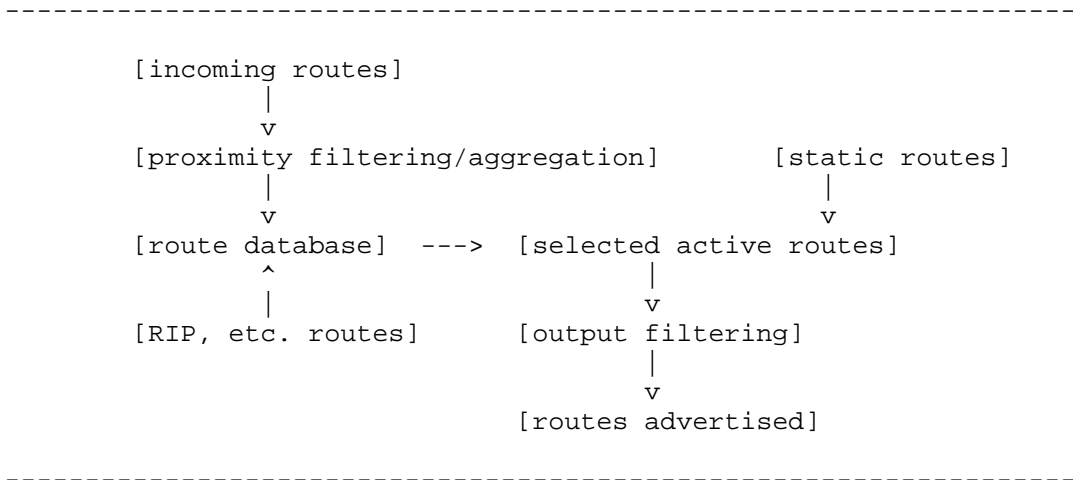 [incoming routes]
|
v
[proximity filtering/aggregation] [static routes]
| |
v v
[route database] ---> [selected active routes]
^ |
| v
[RIP, etc. routes] [output filtering]
|
v
[routes advertised]